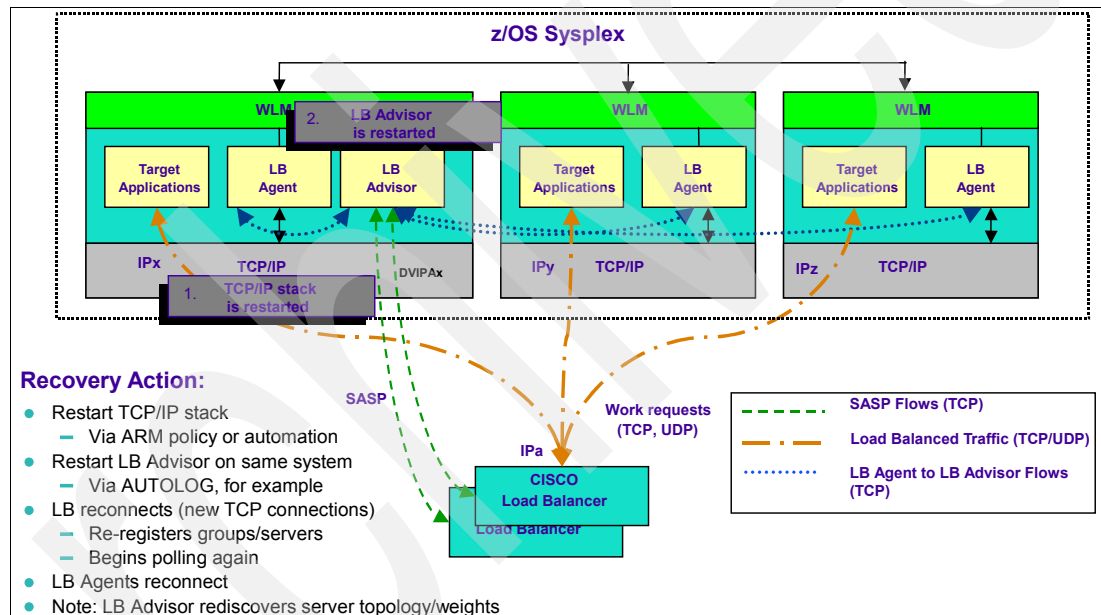 z/OS Sysplex
WLM
WLM
WLM
2. LB Advisor
is restarted
Target
Applications
LB
Agent
LB
Advisor
Target
Applications
LB
Agent
Target
Applications
LB
Agent
IPx
TCP/IP
DVIPAx
IPy
TCP/IP
IPz
TCP/IP
1. TCP/IP stack
is restarted
Recovery Action:
Restart TCP/IP stack
– Via ARM policy or automation
Restart LB Advisor on same system
– Via AUTOLOG, for example
LB reconnects (new TCP connections)
– Re-registers groups/servers
– Begins polling again
LB Agents reconnect
Note: LB Advisor rediscovers server topology/weights
SASP
Work requests
(TCP, UDP)
IPa
CISCO
Load Balancer
Load Balancer
SASP Flows (TCP)
Load Balanced Traffic (TCP/UDP)
LB Agent to LB Advisor Flows
(TCP)